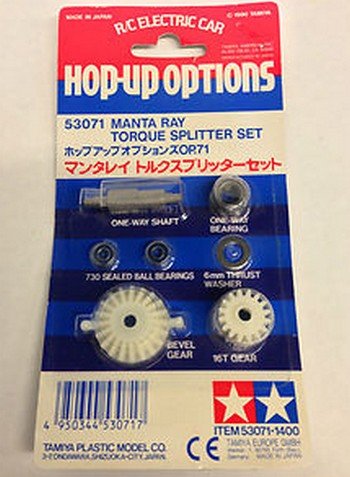 MADE IN JAPAN
R/C ELECTRIC CAR
© 1990 TAMIYA
HOP-UP OPTIONS
53071 MANTA RAY
TORQUE SPLITTER SET
ホップアップオプションズOP.71
マンタレイ トルクスプリッターセット
ONE-WAY SHAFT
ONE-WAY
BEARING
730 SEALED BALL BEARINGS
6mm THRUST
WASHER
BEVEL
GEAR
16T GEAR
4 950344 530717
ITEM 53071-1400
TAMIYA PLASTIC MODEL CO.
3-7, ONDAWARA, SHIZUOKA-CITY, JAPAN.
CE
TAMIYA EUROPE GMBH